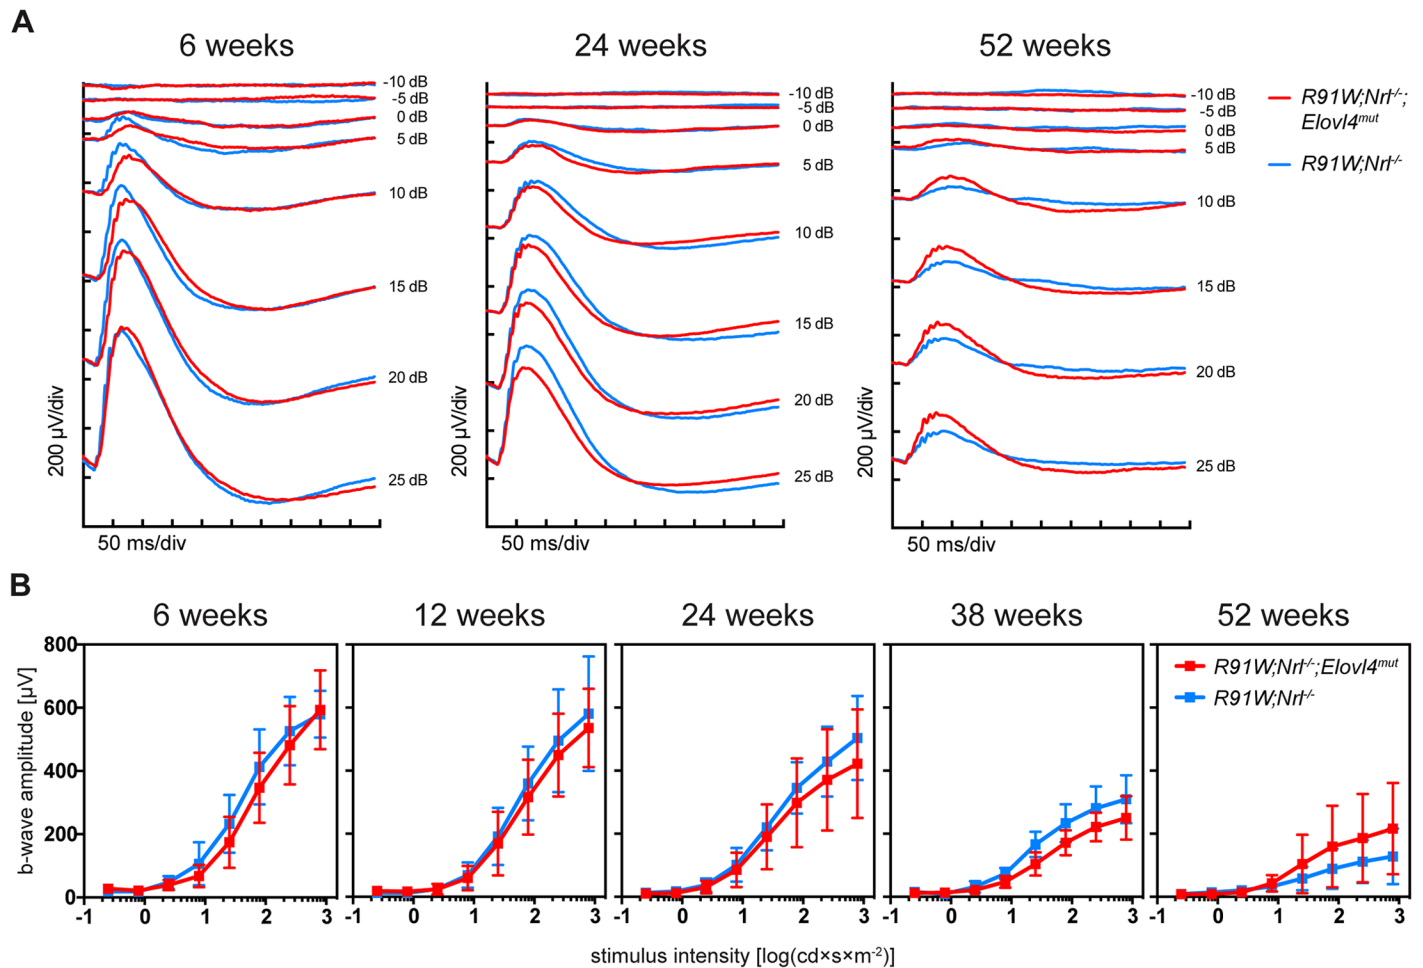 A
6 weeks
24 weeks
52 weeks
-10 dB
-5 dB
0 dB
5 dB
10 dB
15 dB
20 dB
25 dB
200 µV/div
50 ms/div
-10 dB
-5 dB
0 dB
5 dB
10 dB
15 dB
20 dB
25 dB
200 µV/div
50 ms/div
-10 dB
-5 dB
0 dB
5 dB
10 dB
15 dB
20 dB
25 dB
200 µV/div
50 ms/div
R91W;Nrl-/-;
Elovl4mut
R91W;Nrl-/-
B
6 weeks
12 weeks
24 weeks
38 weeks
52 weeks
b-wave amplitude [µV]
800
600
400
200
0
-1 0 1 2 3
-1 0 1 2 3
-1 0 1 2 3
-1 0 1 2 3
-1 0 1 2 3
R91W;Nrl-/-;Elovl4mut
R91W;Nrl-/-
stimulus intensity [log(cd×s×m-2)]